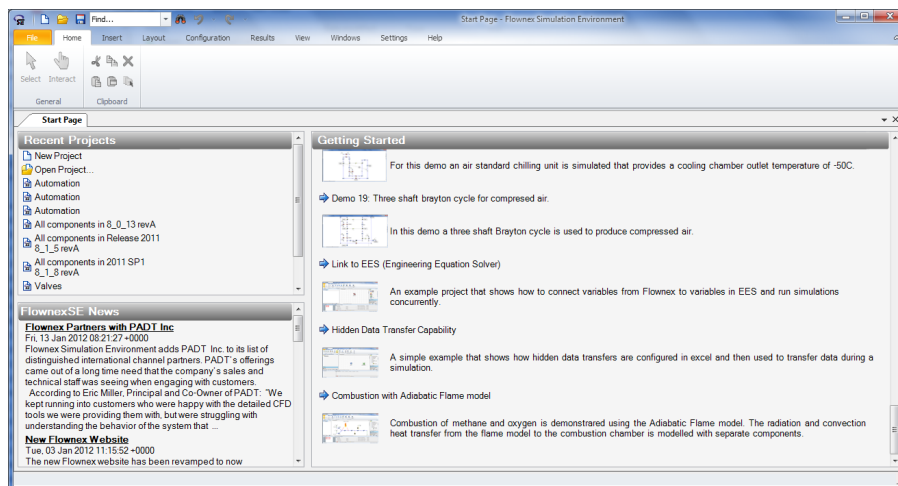 Find...
Start Page - Flownex Simulation Environment
File Home Insert Layout Configuration Results View Windows Settings Help
Select Interact
General Clipboard
Start Page
Recent Projects
New Project
Open Project...
Automation
Automation
Automation
All components in 8_0_13 revA
All components in Release 2011
8_1_5 revA
All components in 2011 SP1
8_1_8 revA
Valves
FlownexSE News
Flownex Partners with PADT Inc
Fri, 13 Jan 2012 08:21:27 +0000
Flownex Simulation Environment adds PADT Inc. to its list of
distinguished international channel partners. PADT`s offerings
came out of a long time need that the company`s sales and
technical staff was seeing when engaging with customers.
According to Eric Miller, Principal and Co-Owner of PADT: “We
kept running into customers who were happy with the detailed CFD
tools we were providing them with, but were struggling with
understanding the behavior of the system that ...
New Flownex Website
Tue, 03 Jan 2012 11:15:52 +0000
The new Flownex website has been revamped to now
Getting Started
For this demo an air standard chilling unit is simulated that provides a cooling chamber outlet temperature of -50C.
Demo 19: Three shaft brayton cycle for compresed air.
In this demo a three shaft Brayton cycle is used to produce compressed air.
Link to EES (Engineering Equation Solver)
An example project that shows how to connect variables from Flownex to variables in EES and run simulations
concurrently.
Hidden Data Transfer Capability
A simple example that shows how hidden data transfers are configured in excel and then used to transfer data during a
simulation.
Combustion with Adiabatic Flame model
Combustion of methane and oxygen is demonstrared using the Adiabatic Flame model. The radiation and convection
heat transfer from the flame model to the combustion chamber is modelled with separate components.